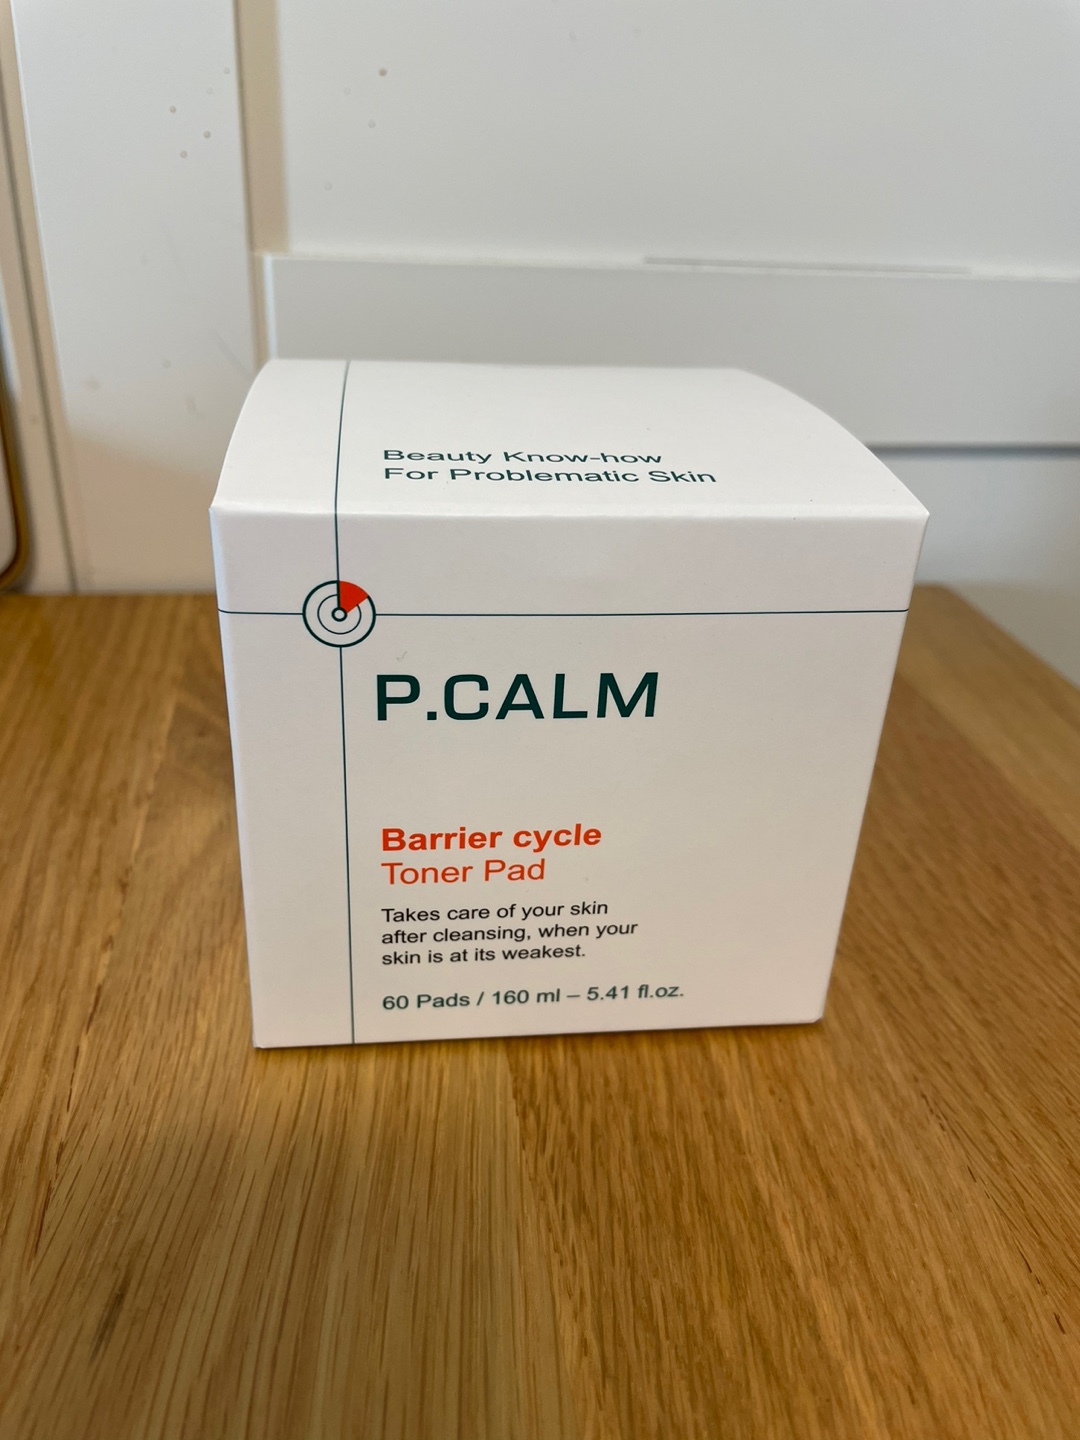 Beauty Know-how
For Problematic Skin
P.CALM
Barrier cycle
Toner Pad
Takes care of your skin
after cleansing, when your
skin is at its weakest.
60 Pads / 160 ml – 5.41 fl.oz.